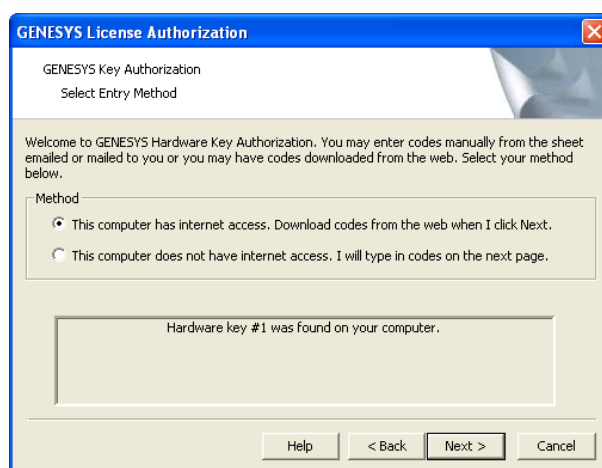 GENESYS License Authorization
GENESYS Key Authorization
Select Entry Method
Welcome to GENESYS Hardware Key Authorization. You may enter codes manually from the sheet
emailed or mailed to you or you may have codes downloaded from the web. Select your method
below.
Method
This computer has internet access. Download codes from the web when I click Next.
This computer does not have internet access. I will type in codes on the next page.
Hardware key #1 was found on your computer.
Help < Back Next > Cancel